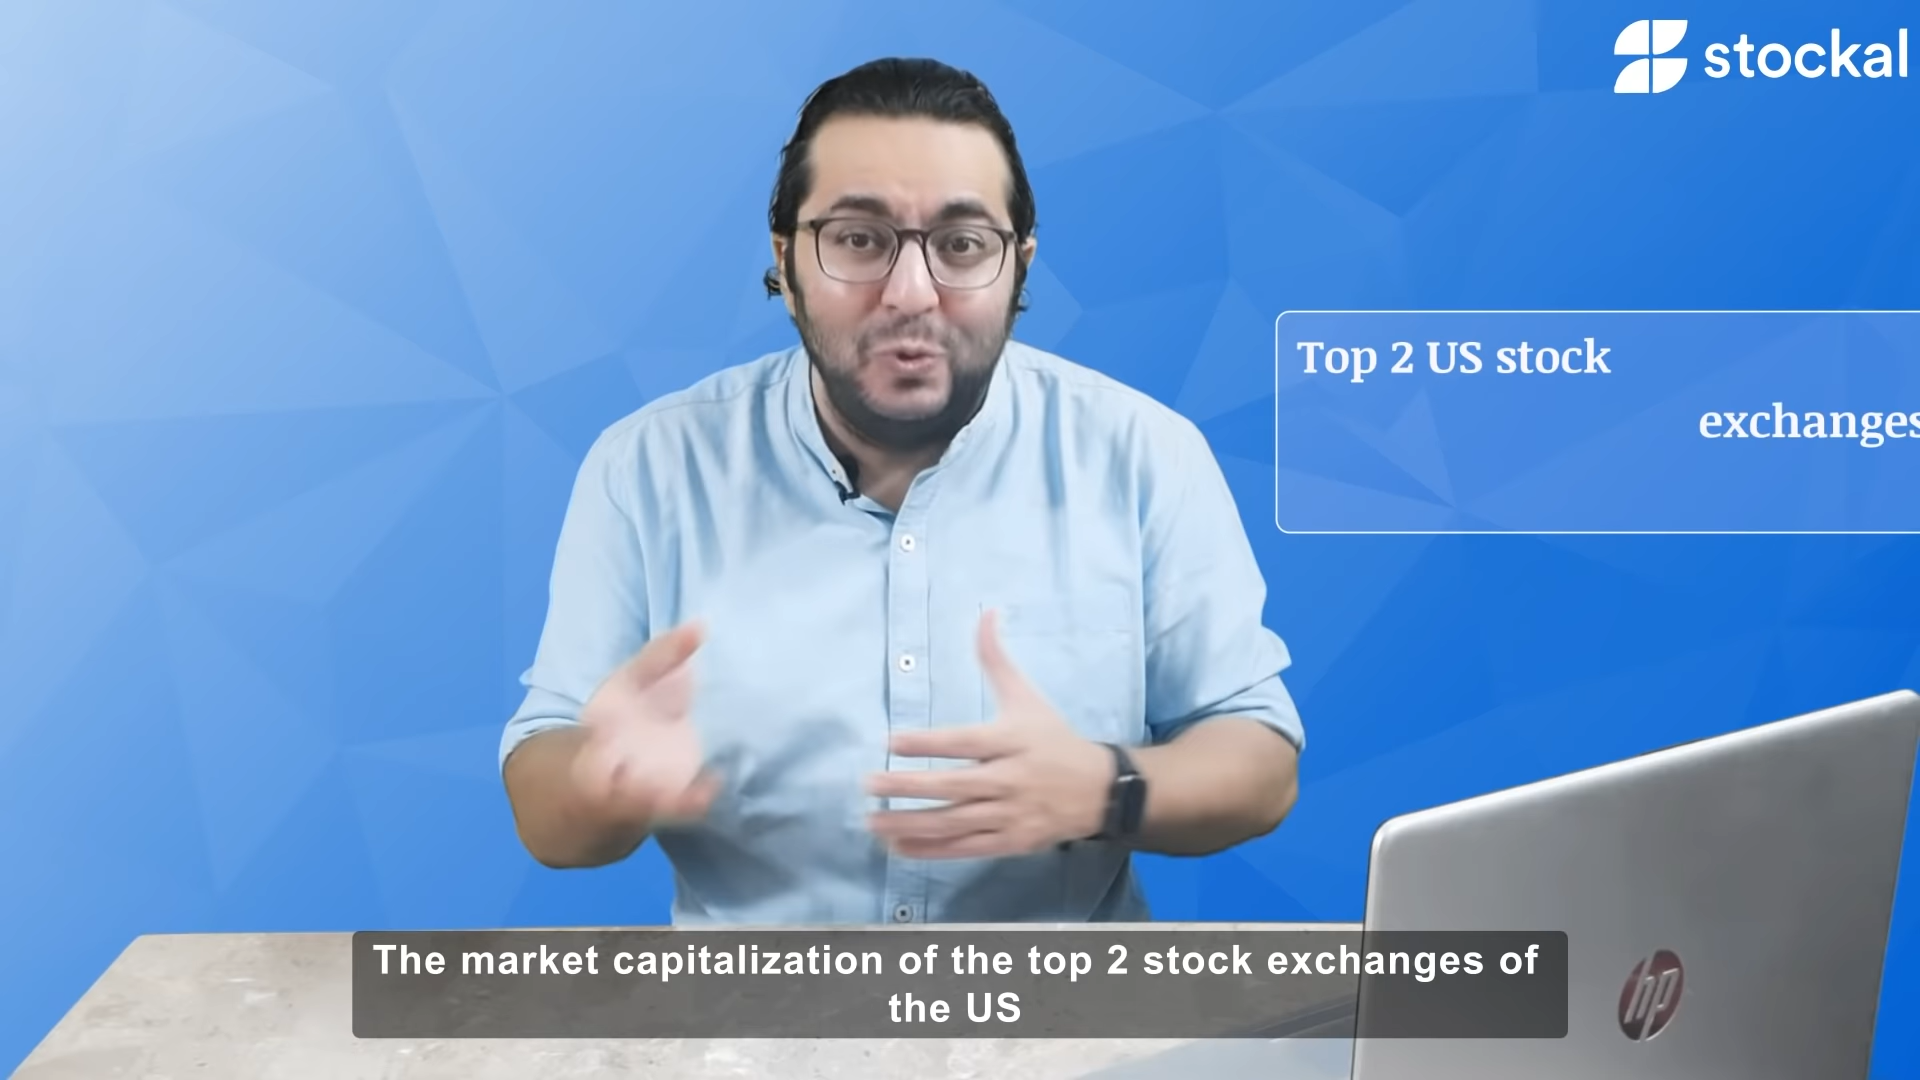 stockal
Top 2 US stock
exchanges
The market capitalization of the top 2 stock exchanges of
the US
hp